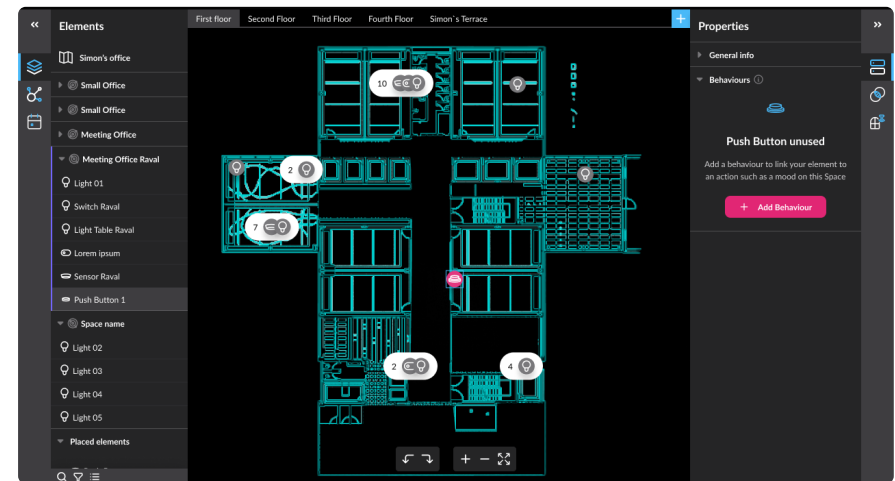 Elements
Simon's office
Small Office
Small Office
Meeting Office
Meeting Office Raval
Light 01
Switch Raval
Light Table Raval
Lorem ipsum
Sensor Raval
Push Button 1
Space name
Light 02
Light 03
Light 04
Light 05
Placed elements
First floor
Second Floor
Third Floor
Fourth Floor
Simon´s Terrace
10
2
7
2
4
Properties
General info
Behaviours
Push Button unused
Add a behaviour to link your element to
an action such as a mood on this Space
+ Add Behaviour